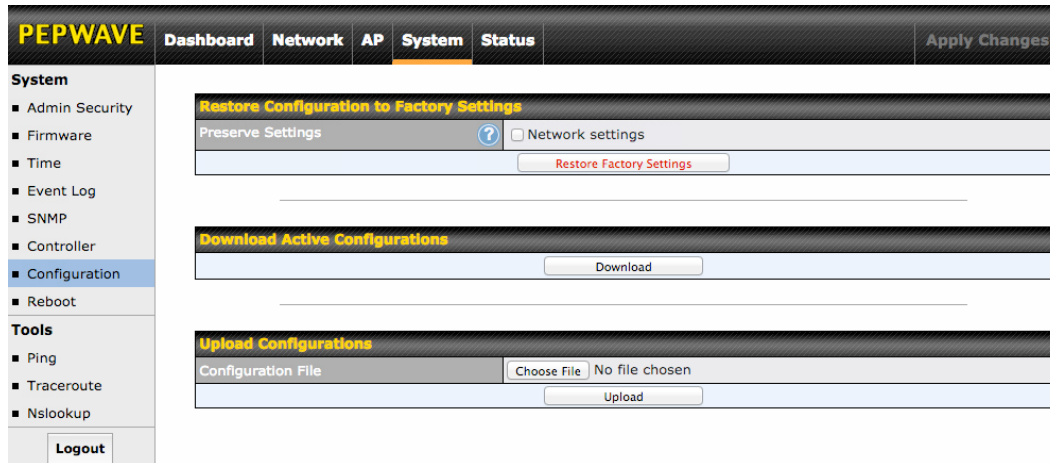 PEPWAVE
Dashboard Network AP System Status Apply Changes
System
Admin Security
Firmware
Time
Event Log
SNMP
Controller
Configuration
Reboot
Tools
Ping
Traceroute
Nslookup
Logout
Restore Configuration to Factory Settings
Preserve Settings ? Network settings
Restore Factory Settings
Download Active Configurations
Download
Upload Configurations
Configuration File Choose File No file chosen
Upload